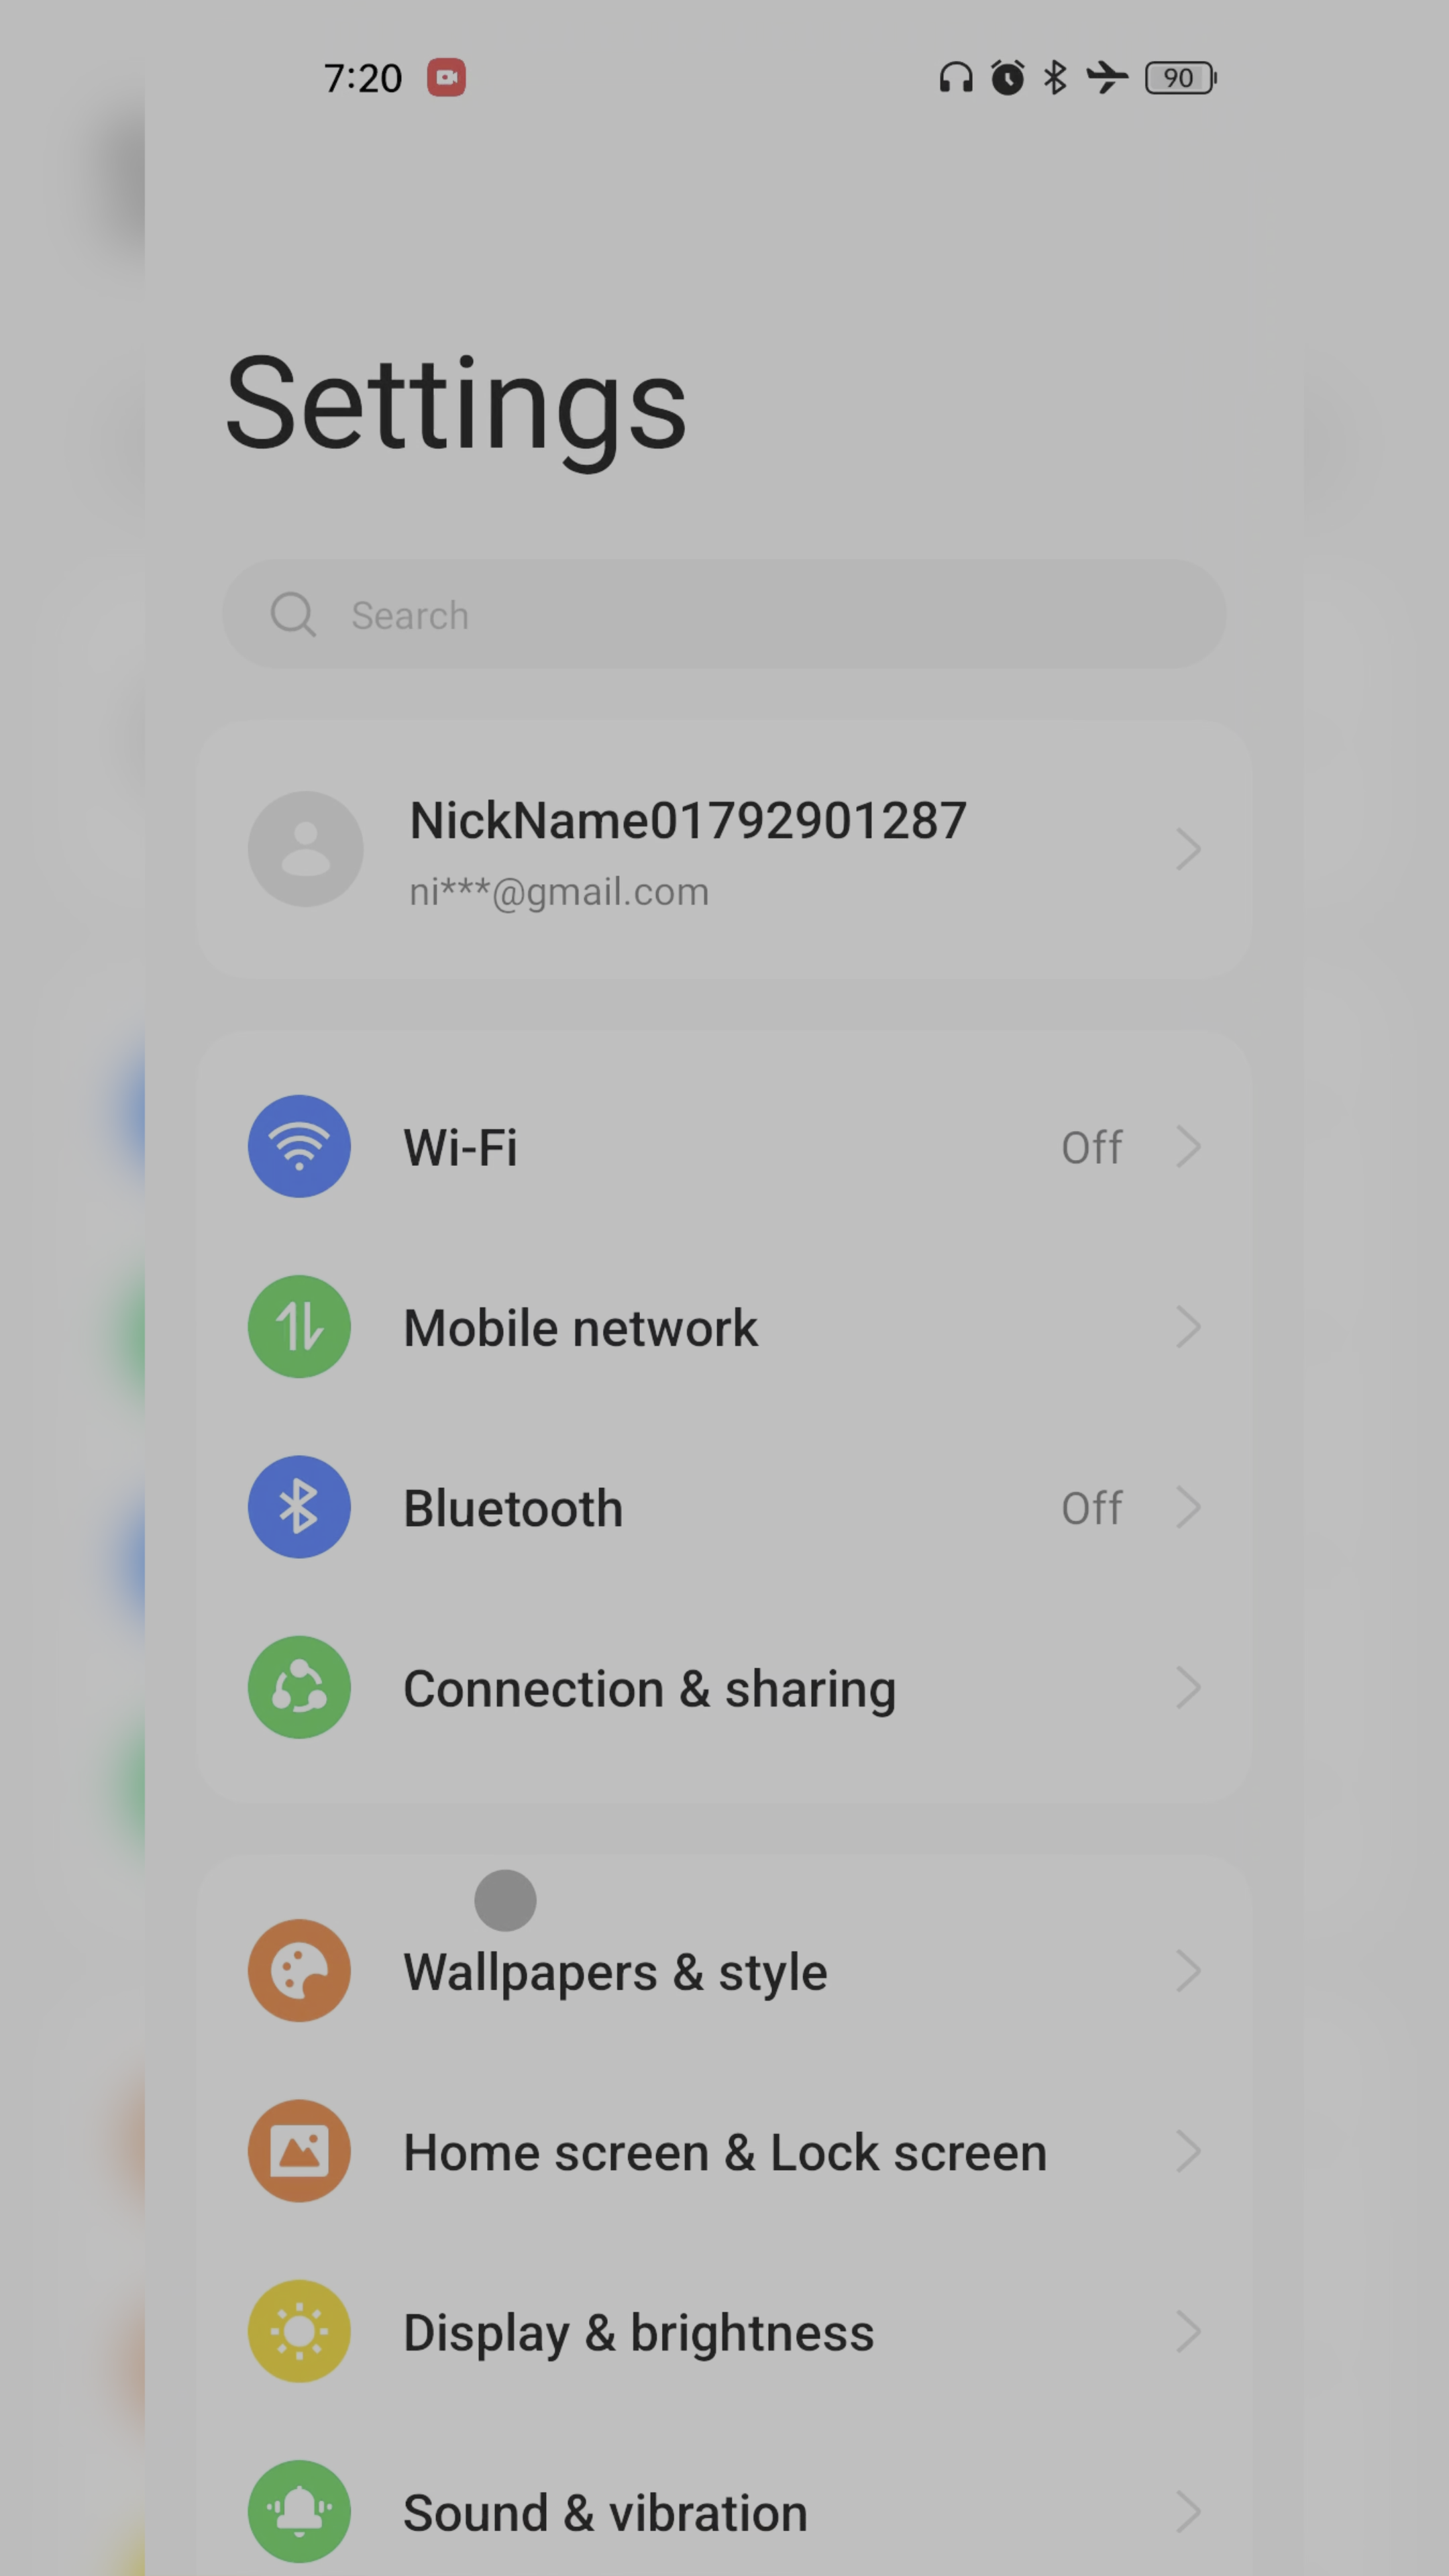 7:20
90
Settings
Search
NickName01792901287
ni***@gmail.com
Wi-Fi Off
Mobile network
Bluetooth Off
Connection & sharing
Wallpapers & style
Home screen & Lock screen
Display & brightness
Sound & vibration